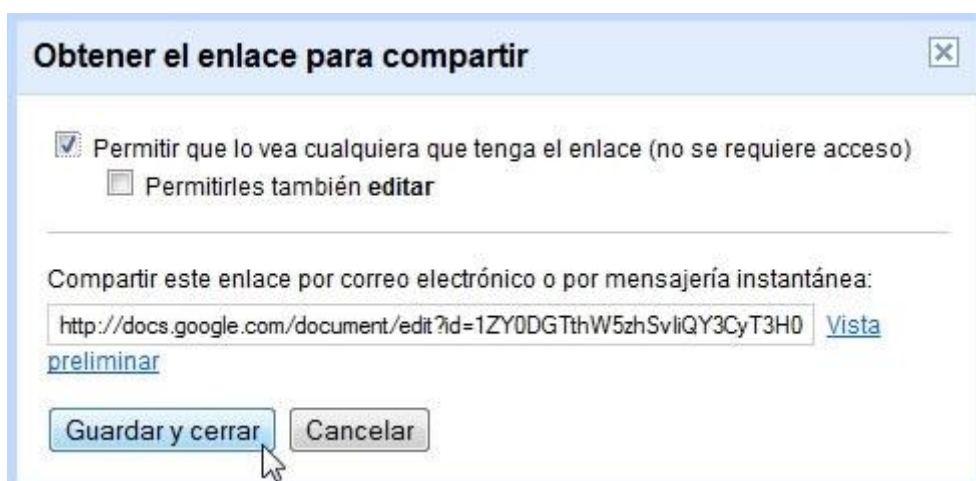 Obtener el enlace para compartir
Permitir que lo vea cualquiera que tenga el enlace (no se requiere acceso)
Permitirles también editar
Compartir este enlace por correo electrónico o por mensajería instantánea:
http://docs.google.com/document/edit?id=1ZY0DGTthW5zhSvIiQY3CyT3H0 Vista
preliminar
Guardar y cerrar Cancelar